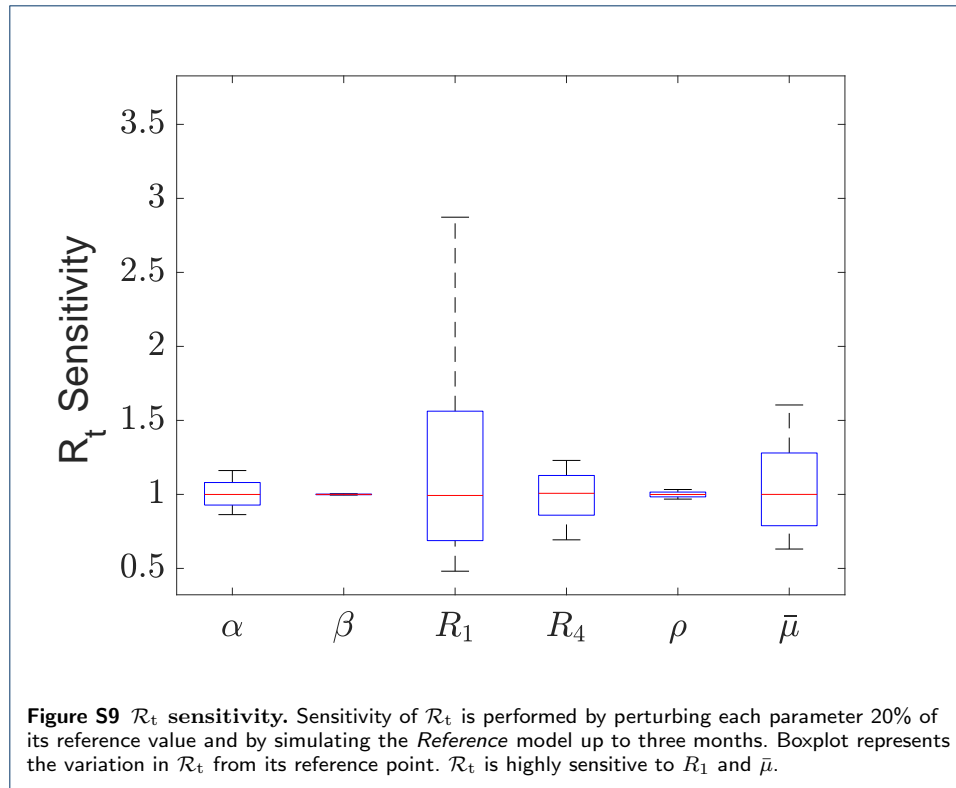 3.5
3
2.5
2
1.5
1
0.5
R_t Sensitivity
α β R₁ R₄ ρ μ̄
Figure S9 ℛ_t sensitivity. Sensitivity of ℛ_t is performed by perturbing each parameter 20% of
its reference value and by simulating the Reference model up to three months. Boxplot represents
the variation in ℛ_t from its reference point. ℛ_t is highly sensitive to R₁ and μ̄.